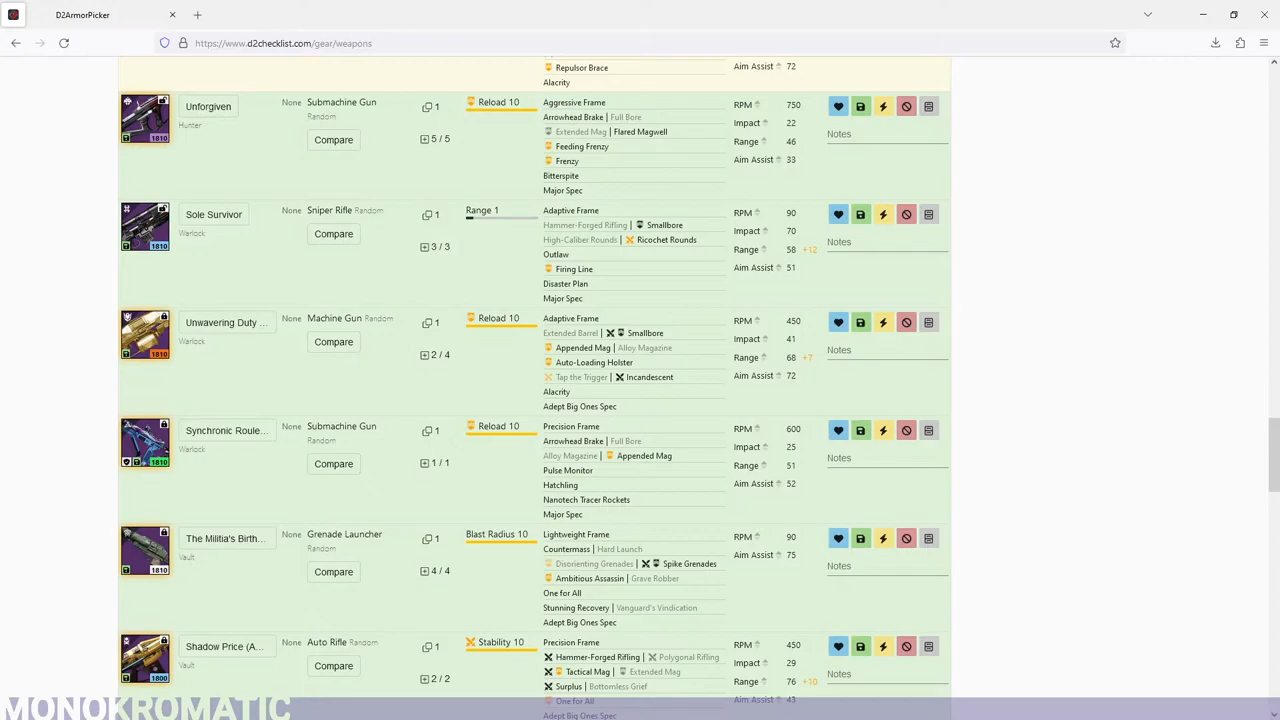 D2ArmorPicker
https://www.d2checklist.com/gear/weapons
Repulsor Brace
Alacrity
Aim Assist 72
Unforgiven
Hunter
1810
None
Submachine Gun
Random
Compare
1
5 / 5
Reload 10
Aggressive Frame
Arrowhead Brake | Full Bore
Extended Mag | Flared Magwell
Feeding Frenzy
Frenzy
Bitterspite
Major Spec
RPM 750
Impact 22
Range 46
Aim Assist 33
Notes
Sole Survivor
Warlock
1810
None
Sniper Rifle Random
Compare
1
3 / 3
Range 1
Adaptive Frame
Hammer-Forged Rifling | Smallbore
High-Caliber Rounds | Ricochet Rounds
Outlaw
Firing Line
Disaster Plan
Major Spec
RPM 90
Impact 70
Range 58 +12
Aim Assist 51
Notes
Unwavering Duty ...
Warlock
1810
None
Machine Gun Random
Compare
1
2 / 4
Reload 10
Adaptive Frame
Extended Barrel | Smallbore
Appended Mag | Alloy Magazine
Auto-Loading Holster
Tap the Trigger | Incandescent
Alacrity
Adept Big Ones Spec
RPM 450
Impact 41
Range 68 +7
Aim Assist 72
Notes
Synchronic Roule...
Warlock
1810
None
Submachine Gun
Random
Compare
1
1 / 1
Reload 10
Precision Frame
Arrowhead Brake | Full Bore
Alloy Magazine | Appended Mag
Pulse Monitor
Hatchling
Nanotech Tracer Rockets
Major Spec
RPM 600
Impact 25
Range 51
Aim Assist 52
Notes
The Militia's Birth...
Vault
1810
None
Grenade Launcher
Random
Compare
1
4 / 4
Blast Radius 10
Lightweight Frame
Countermass | Hard Launch
Disorienting Grenades | Spike Grenades
Ambitious Assassin | Grave Robber
One for All
Stunning Recovery | Vanguard's Vindication
Adept Big Ones Spec
RPM 90
Aim Assist 75
Notes
Shadow Price (A...
Vault
1800
None
Auto Rifle Random
Compare
1
2 / 2
Stability 10
Precision Frame
Hammer-Forged Rifling | Polygonal Rifling
Tactical Mag | Extended Mag
Surplus | Bottomless Grief
One for All
Adept Big Ones Spec
RPM 450
Impact 29
Range 76 +10
Aim Assist 43
Notes
MONOKROMATIC